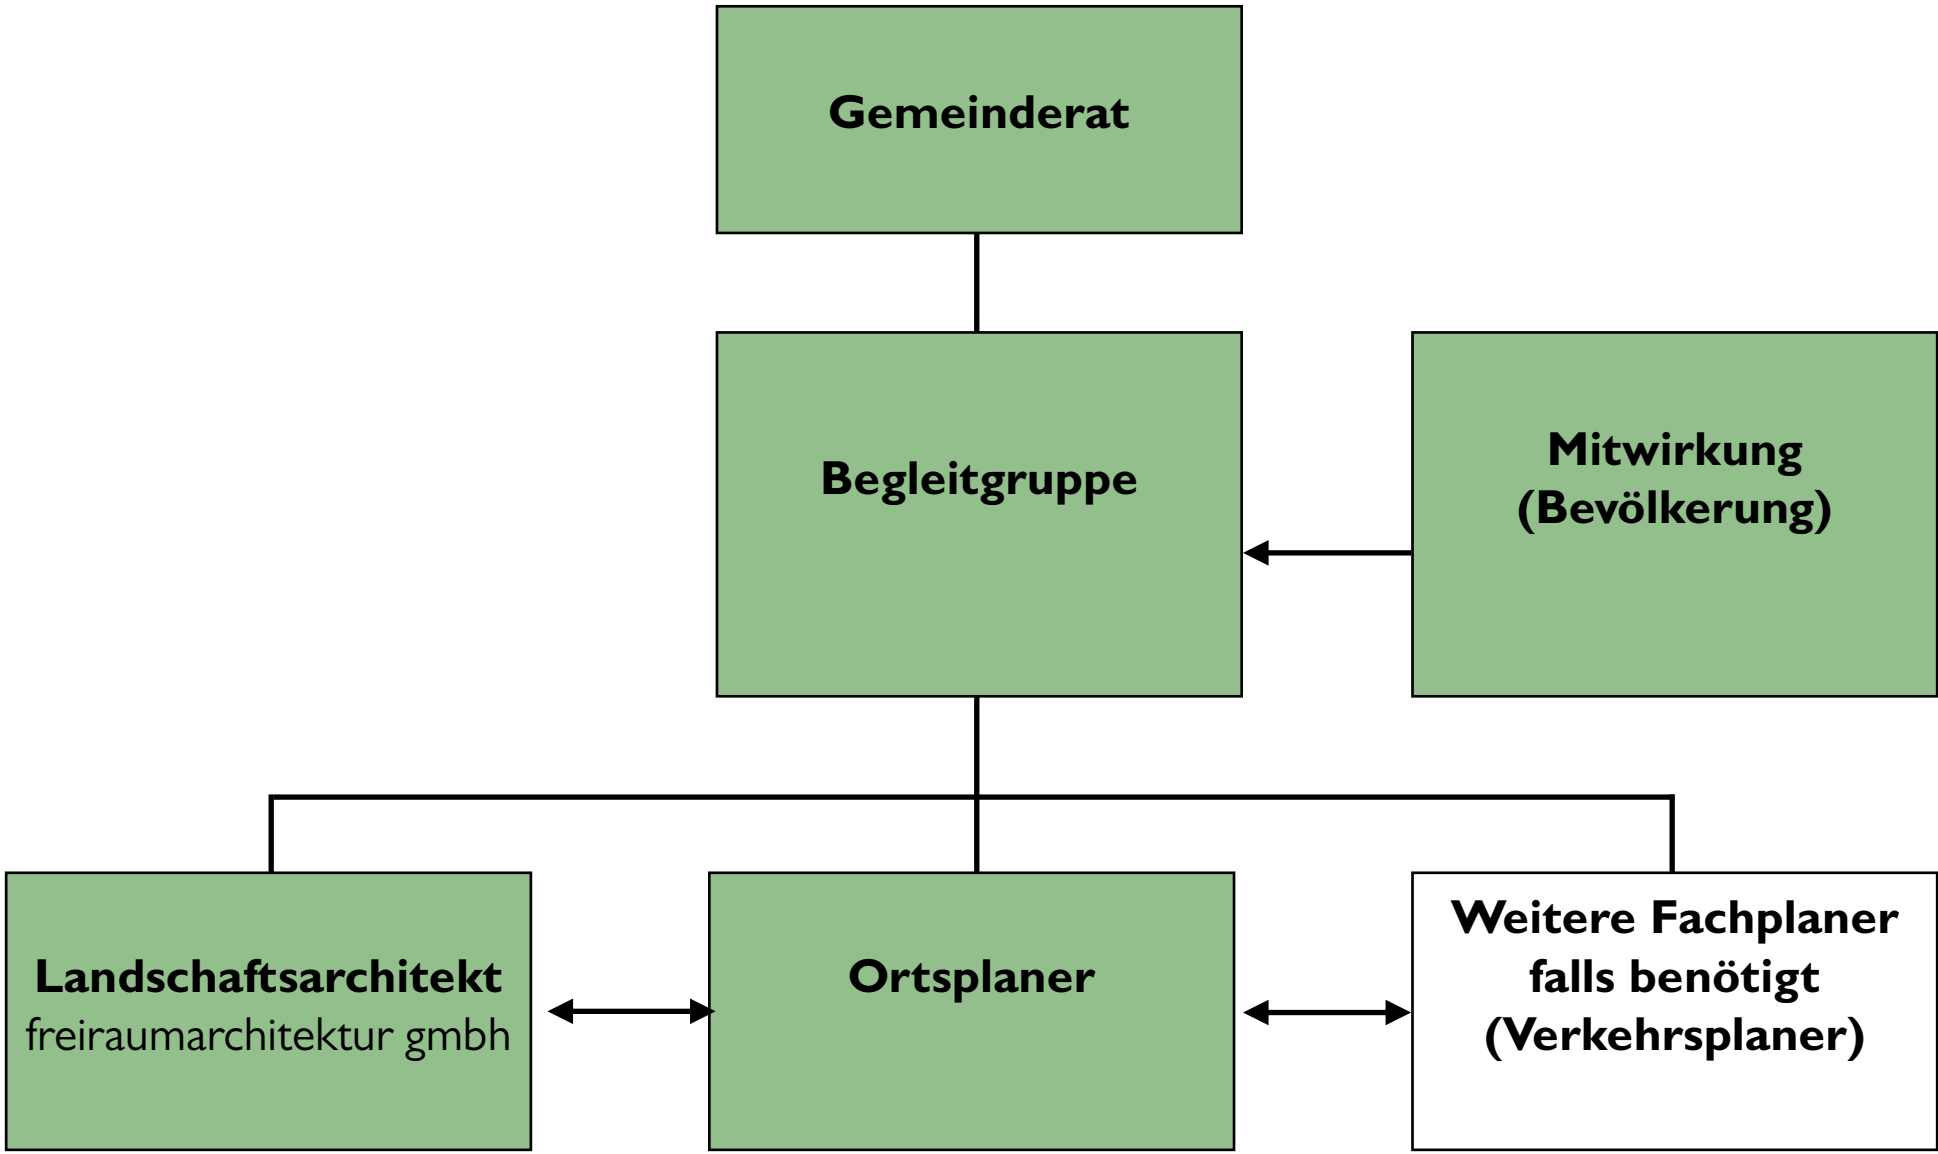 Gemeinderat
Begleitgruppe
Mitwirkung
(Bevölkerung)
Landschaftsarchitekt
freiraumarchitektur gmbh
Ortsplaner
Weitere Fachplaner
falls benötigt
(Verkehrsplaner)